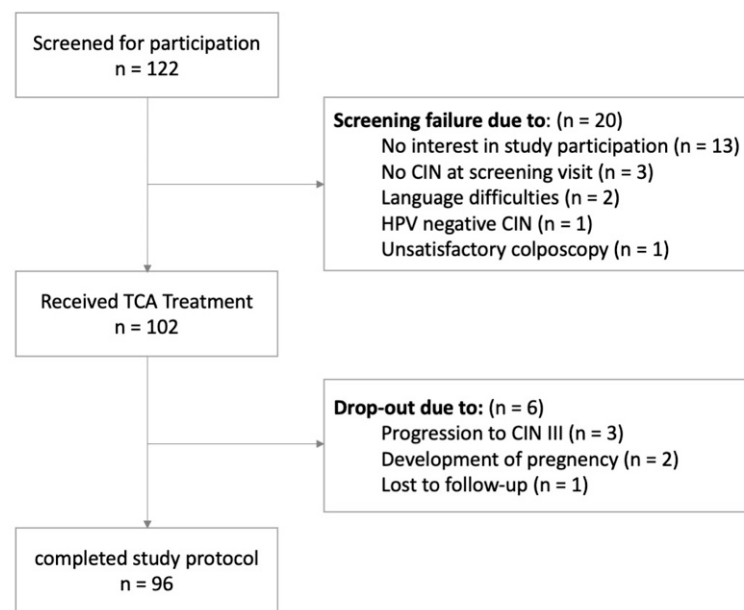 Screened for participation
n = 122
Screening failure due to: (n = 20)
No interest in study participation (n = 13)
No CIN at screening visit (n = 3)
Language difficulties (n = 2)
HPV negative CIN (n = 1)
Unsatisfactory colposcopy (n = 1)
Received TCA Treatment
n = 102
Drop-out due to: (n = 6)
Progression to CIN III (n = 3)
Development of pregnency (n = 2)
Lost to follow-up (n = 1)
completed study protocol
n = 96